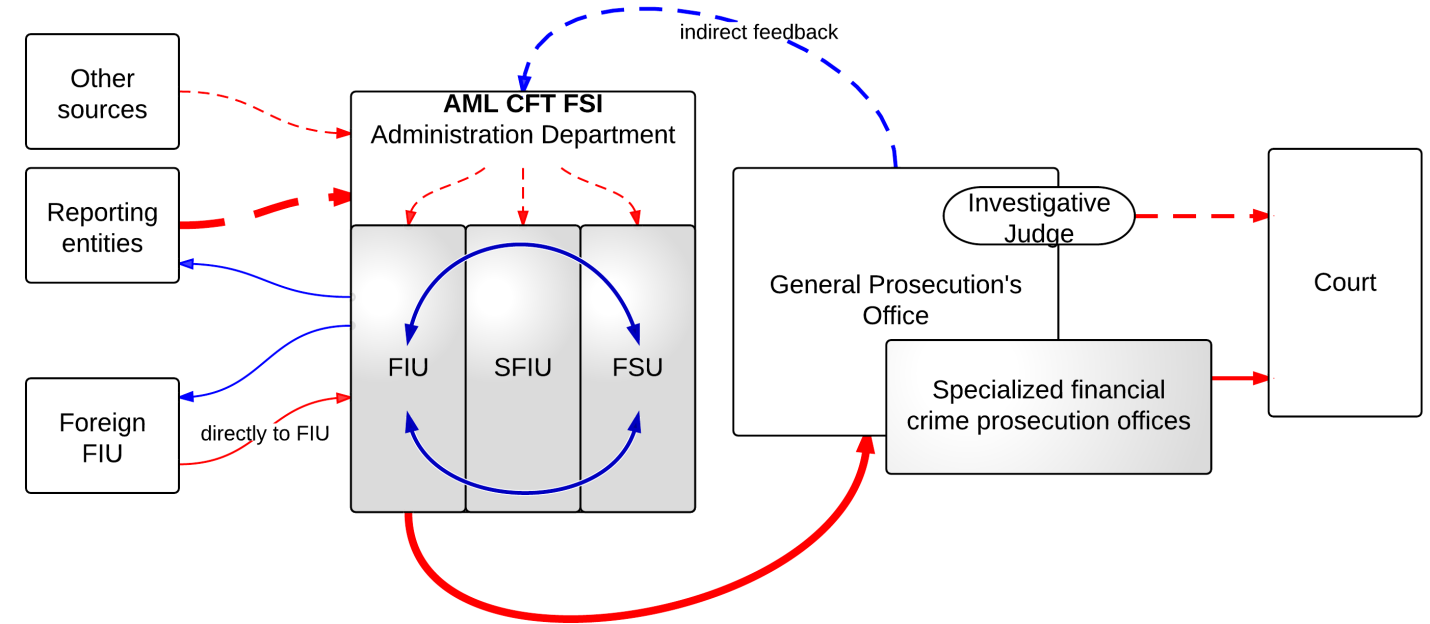 indirect feedback
Other
sources
AML CFT FSI
Administration Department
Reporting
entities
Investigative
Judge
General Prosecution's
Office
Court
FIU
SFIU
FSU
Specialized financial
crime prosecution offices
Foreign
FIU
directly to FIU